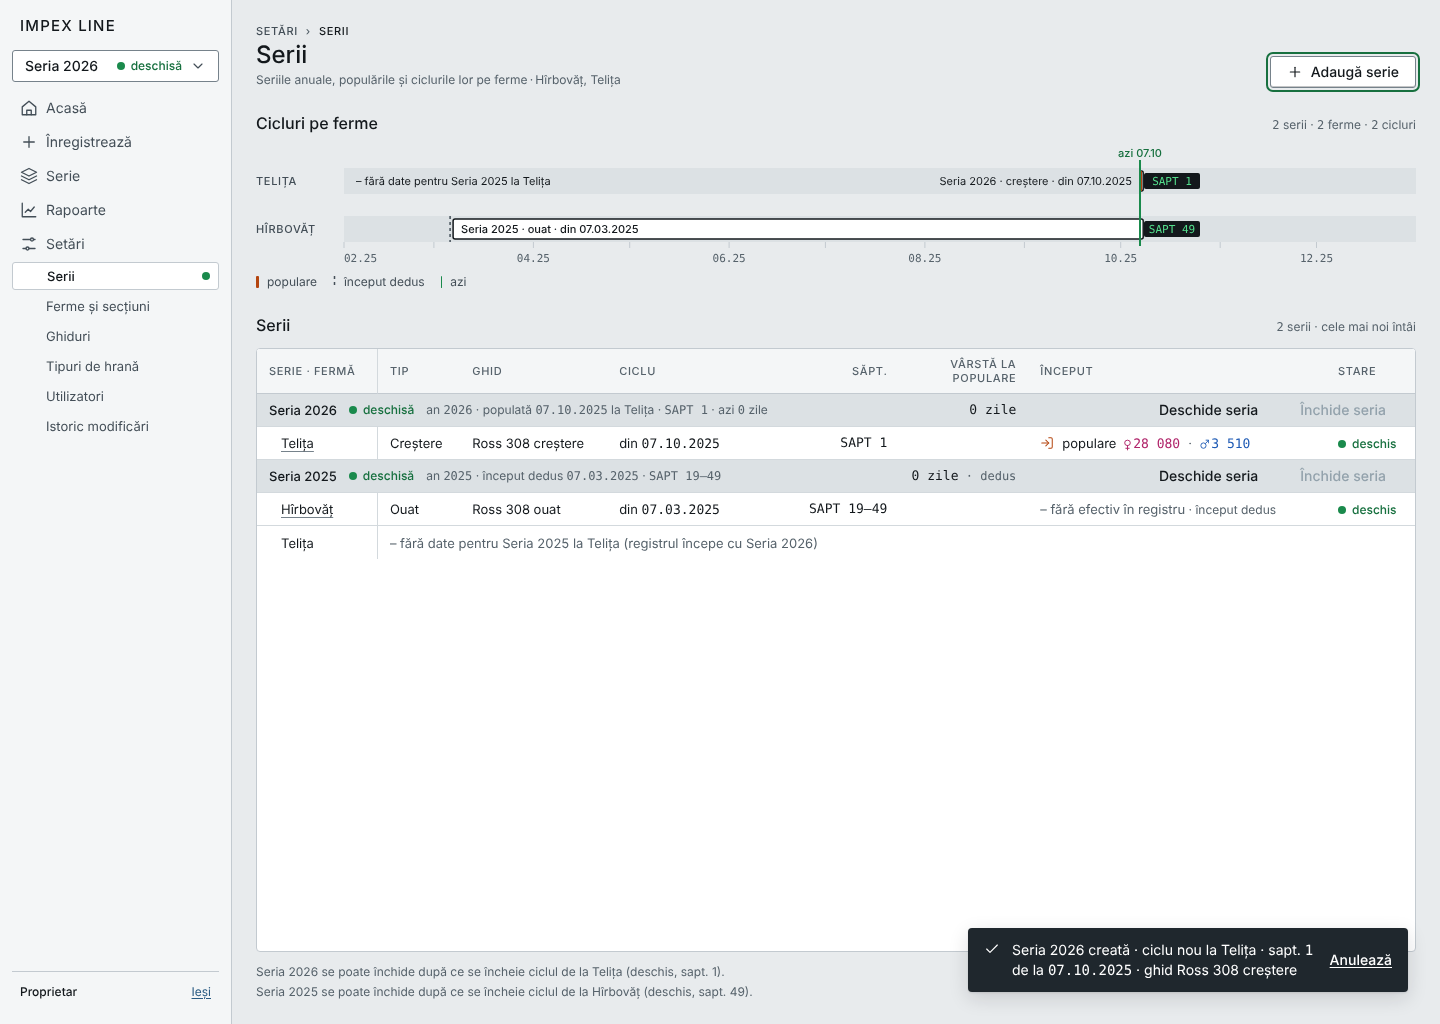 IMPEX LINE
Seria 2026 deschisă
Acasă
Înregistrează
Serie
Rapoarte
Setări
Serii
Ferme și secțiuni
Ghiduri
Tipuri de hrană
Utilizatori
Istoric modificări
Proprietar Ieși
SETĂRI › SERII
Serii
Seriile anuale, populările și ciclurile lor pe ferme · Hîrbovăț, Telița
+ Adaugă serie
Cicluri pe ferme
2 serii · 2 ferme · 2 cicluri
azi 07.10
TELIȚA – fără date pentru Seria 2025 la Telița Seria 2026 · creștere · din 07.10.2025 SAPT 1
HÎRBOVĂȚ Seria 2025 · ouat · din 07.03.2025 SAPT 49
02.25 04.25 06.25 08.25 10.25 12.25
populare început dedus azi
Serii
2 serii · cele mai noi întâi
SERIE · FERMĂ TIP GHID CICLU SĂPT. VÂRSTĂ LA POPULARE ÎNCEPUT STARE
Seria 2026 deschisă an 2026 · populată 07.10.2025 la Telița · SAPT 1 · azi 0 zile 0 zile Deschide seria Închide seria
Telița Creștere Ross 308 creștere din 07.10.2025 SAPT 1 populare ♀28 080 · ♂3 510 deschis
Seria 2025 deschisă an 2025 · început dedus 07.03.2025 · SAPT 19–49 0 zile · dedus Deschide seria Închide seria
Hîrbovăț Ouat Ross 308 ouat din 07.03.2025 SAPT 19–49 – fără efectiv în registru · început dedus deschis
Telița – fără date pentru Seria 2025 la Telița (registrul începe cu Seria 2026)
Seria 2026 se poate închide după ce se încheie ciclul de la Telița (deschis, sapt. 1).
Seria 2025 se poate închide după ce se încheie ciclul de la Hîrbovăț (deschis, sapt. 49).
Seria 2026 creată · ciclu nou la Telița · sapt. 1
de la 07.10.2025 · ghid Ross 308 creștere
Anulează